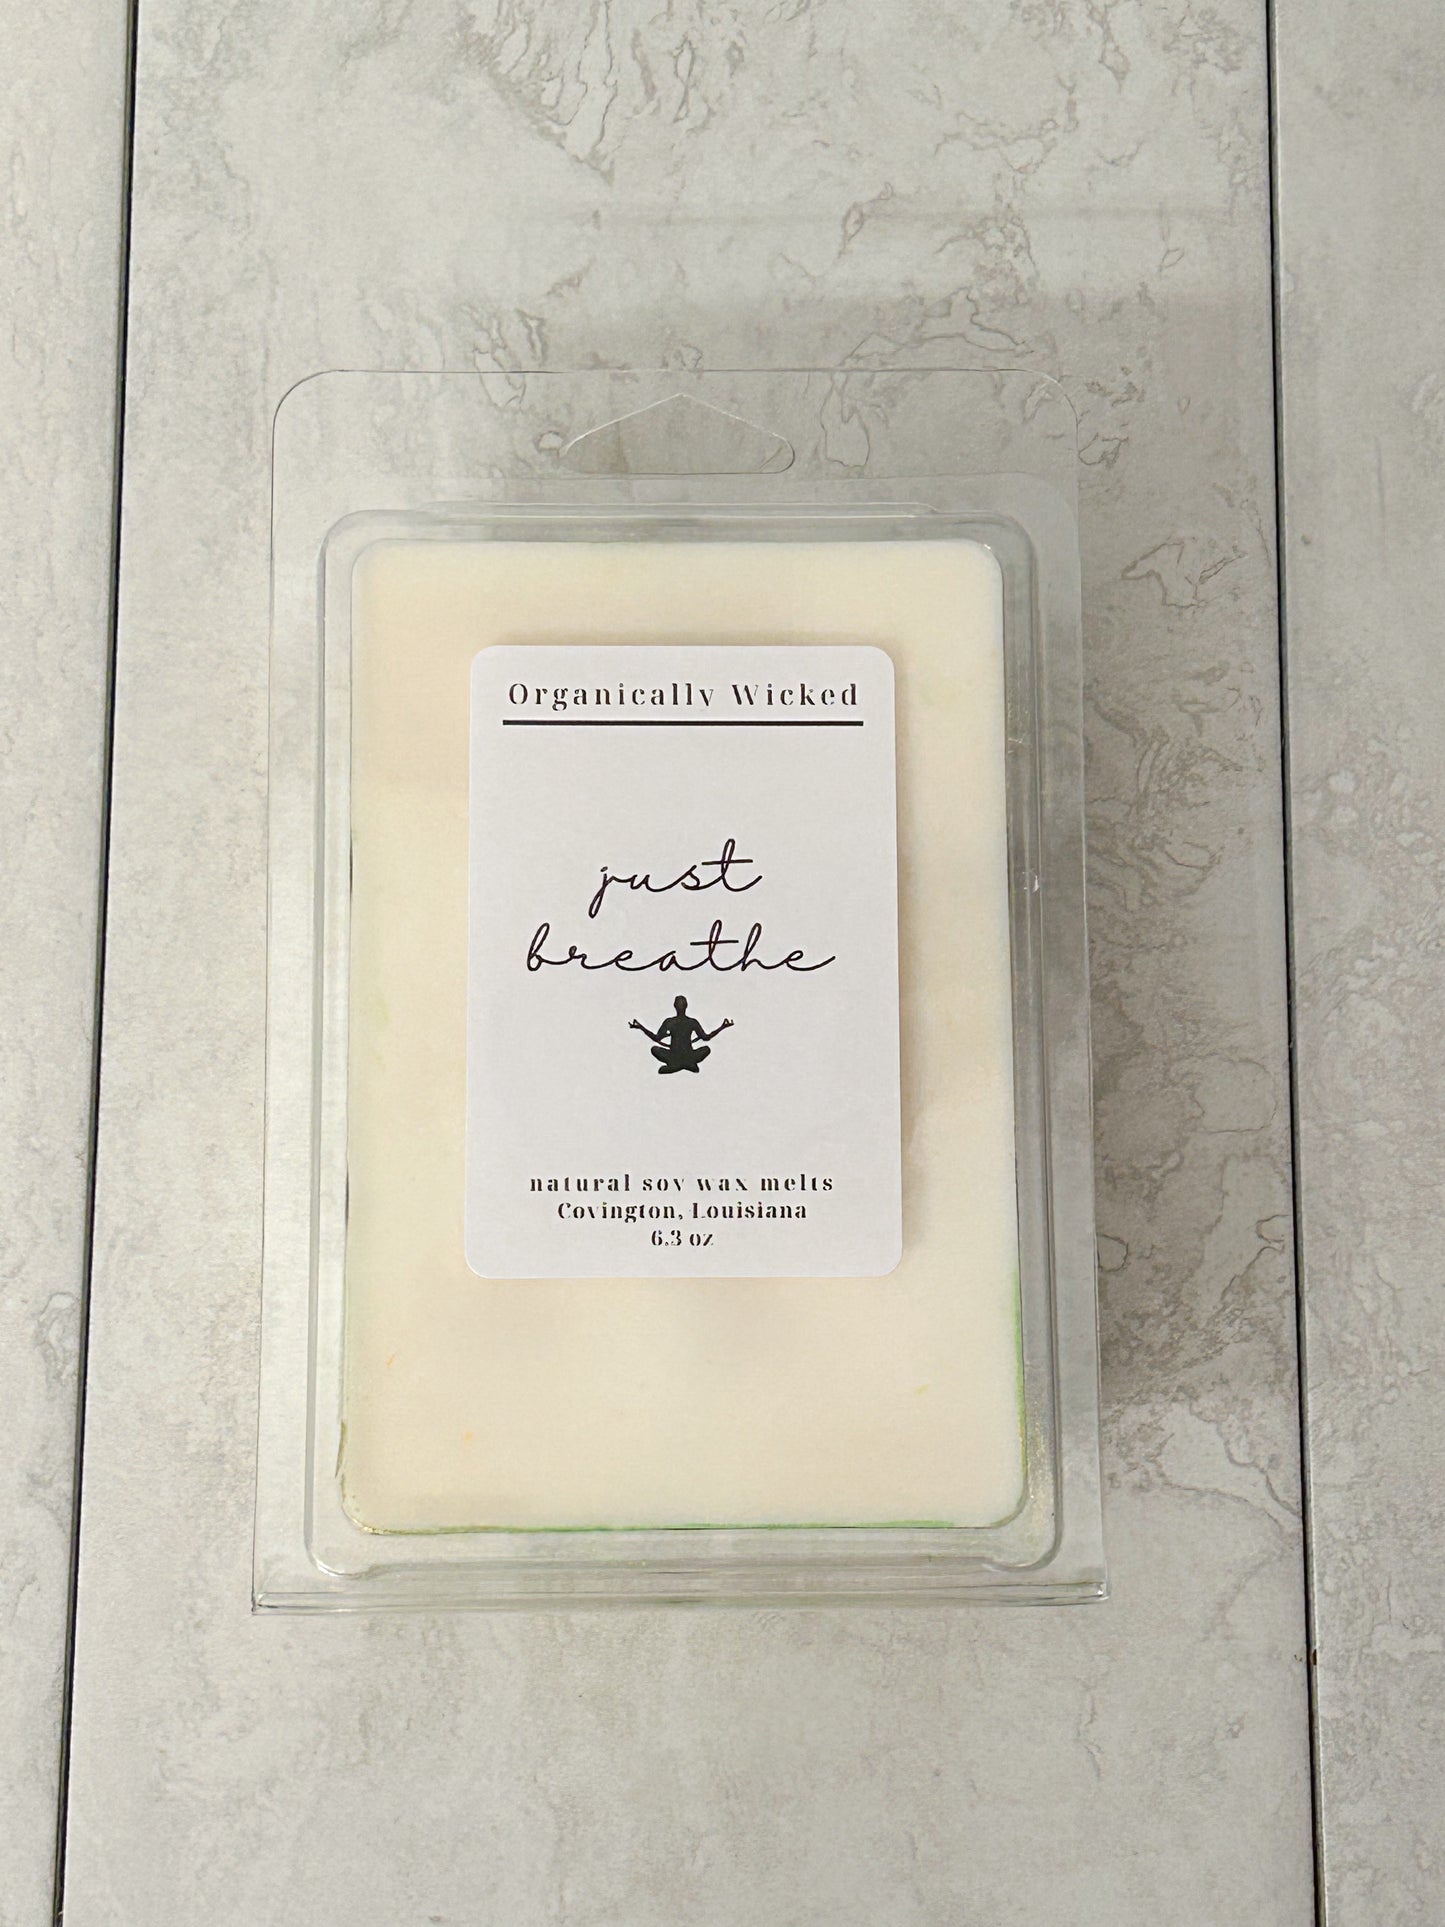 Organically Wicked
just
breathe
natural soy wax melts
Covington, Louisiana
6.3 oz